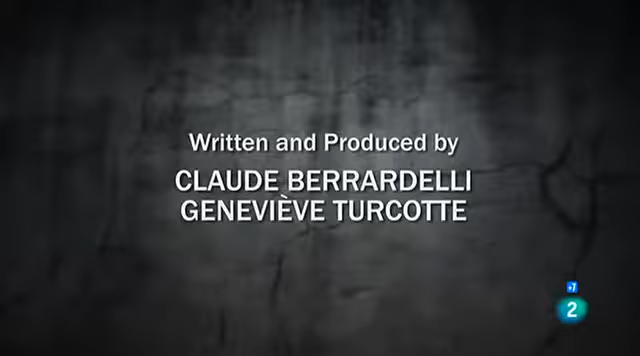 Written and Produced by
CLAUDE BERRARDELLI
GENEVIÈVE TURCOTTE
+7
2